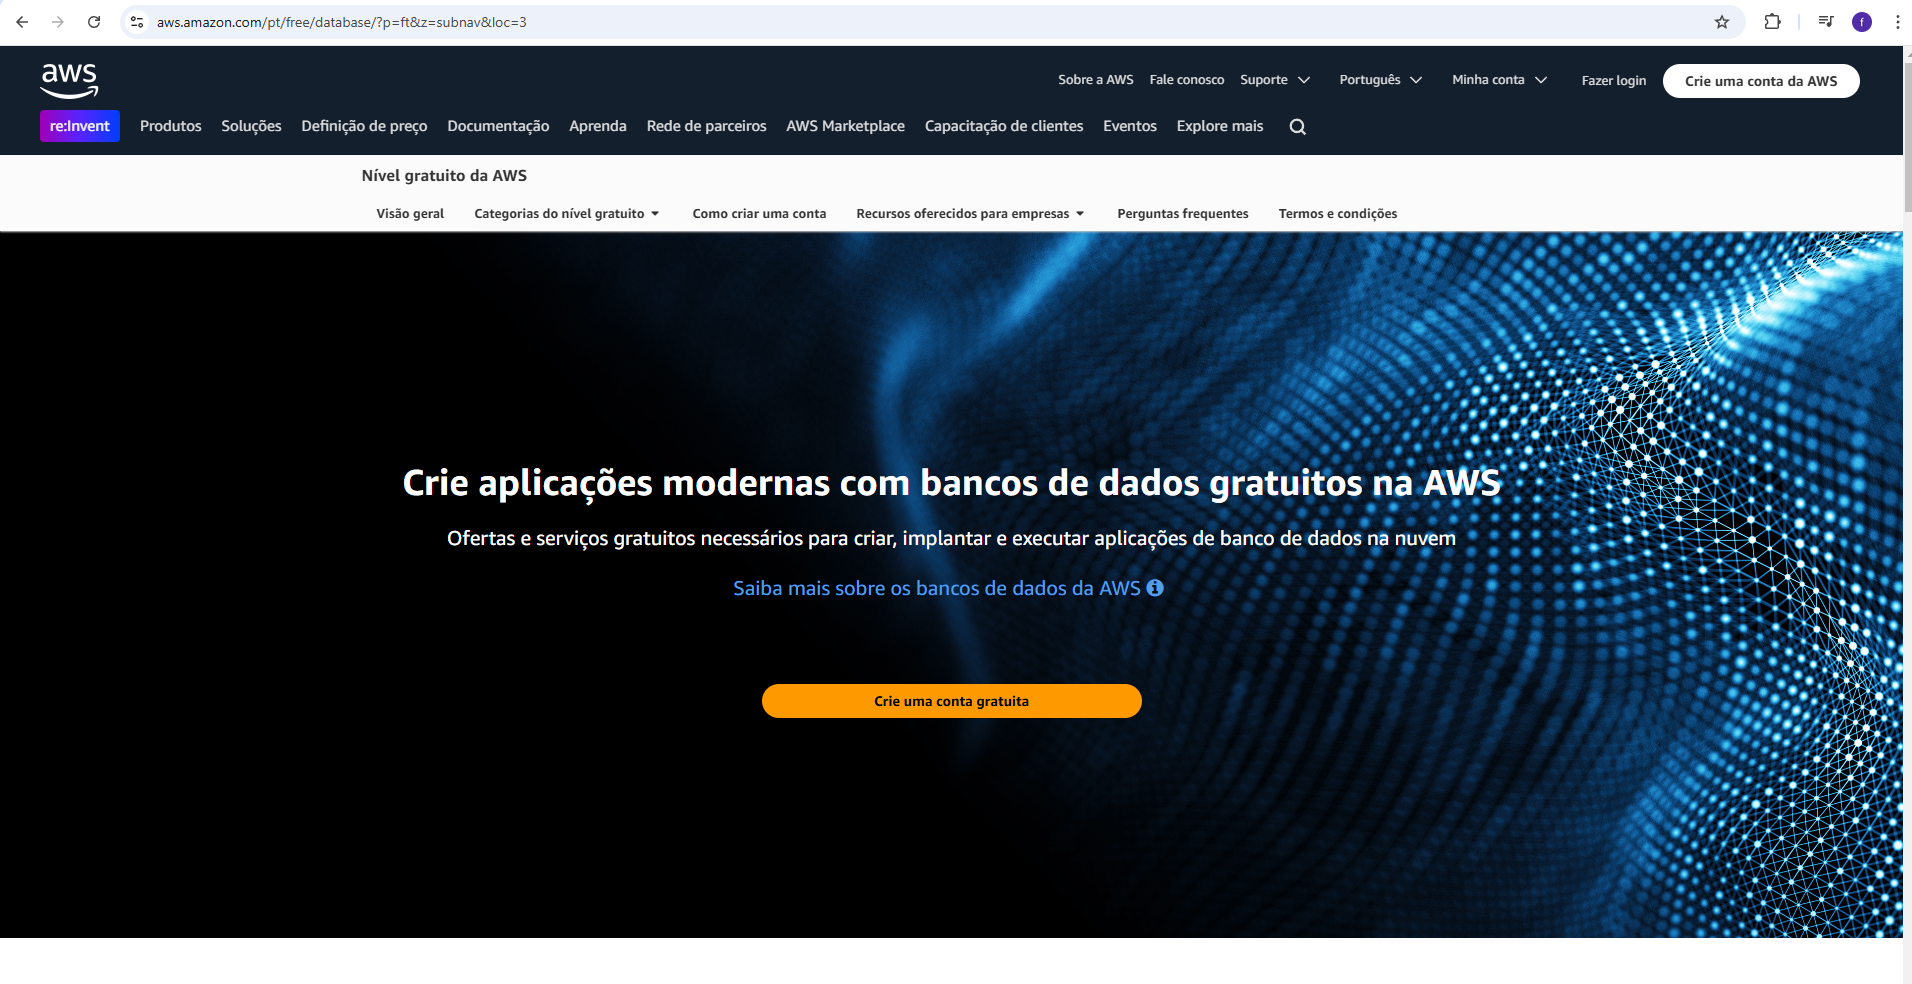 aws.amazon.com/pt/free/database/?p=ft&z=subnav&loc=3
f
aws
Sobre a AWS Fale conosco Suporte Português Minha conta Fazer login Crie uma conta da AWS
re:Invent Produtos Soluções Definição de preço Documentação Aprenda Rede de parceiros AWS Marketplace Capacitação de clientes Eventos Explore mais
Nível gratuito da AWS
Visão geral Categorias do nível gratuito Como criar uma conta Recursos oferecidos para empresas Perguntas frequentes Termos e condições
Crie aplicações modernas com bancos de dados gratuitos na AWS
Ofertas e serviços gratuitos necessários para criar, implantar e executar aplicações de banco de dados na nuvem
Saiba mais sobre os bancos de dados da AWS
Crie uma conta gratuita